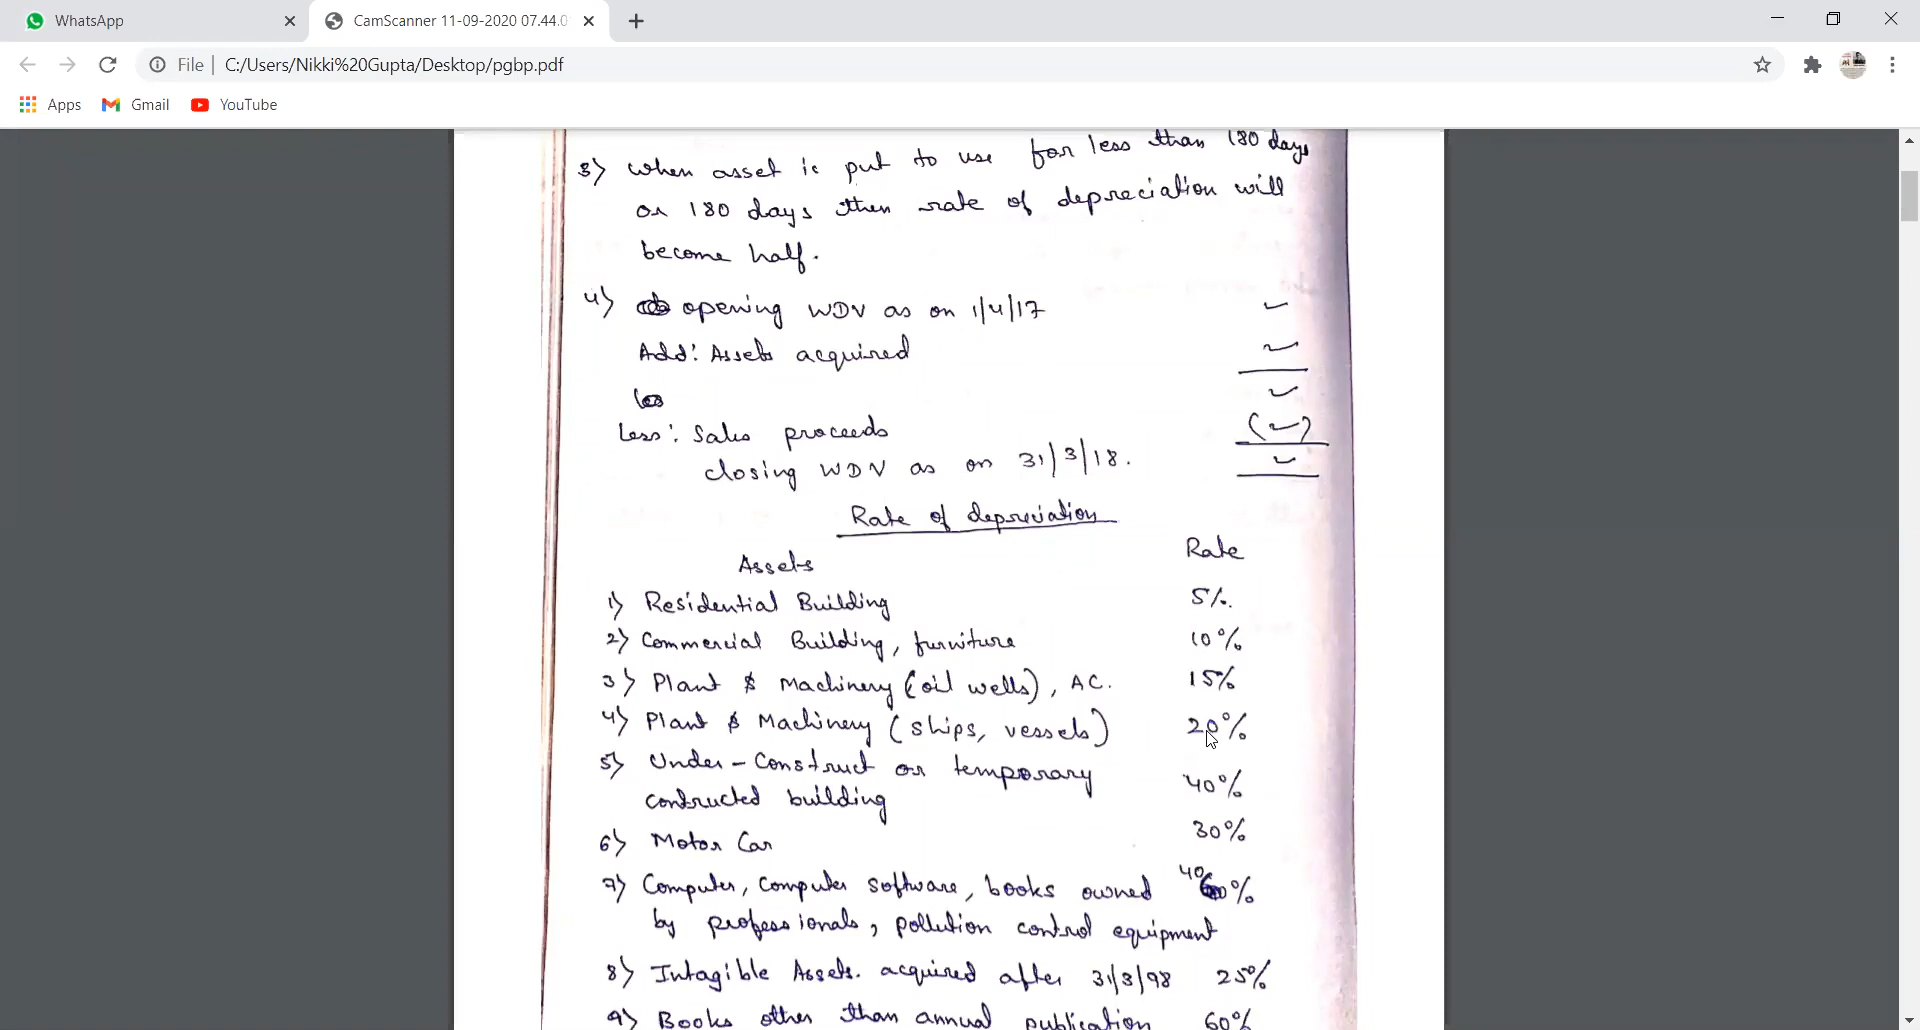 WhatsApp
CamScanner 11-09-2020 07.44.0
File | C:/Users/Nikki%20Gupta/Desktop/pgbp.pdf
Apps Gmail YouTube
3) when asset is put to use for less than 180 days
or 180 days then rate of depreciation will
become half.
4) opening WDV as on 1/4/17
Add: Assets acquired
Less: Sales proceeds
closing WDV as on 31/3/18.
Rate of depreciation
Assets Rate
1) Residential Building 5%.
2) Commercial Building, furniture 10%
3) Plant & Machinery (oil wells), AC. 15%
4) Plant & Machinery (ships, vessels) 20%
5) Under-Construct or temporary 40%
contructed building
6) Motor Car 30%
7) Computer, Computer software, books owned 40%
by professionals, pollution control equipment
8) Intagible Assets. acquired after 31/3/98 25%
9) Books other than annual publication 60%